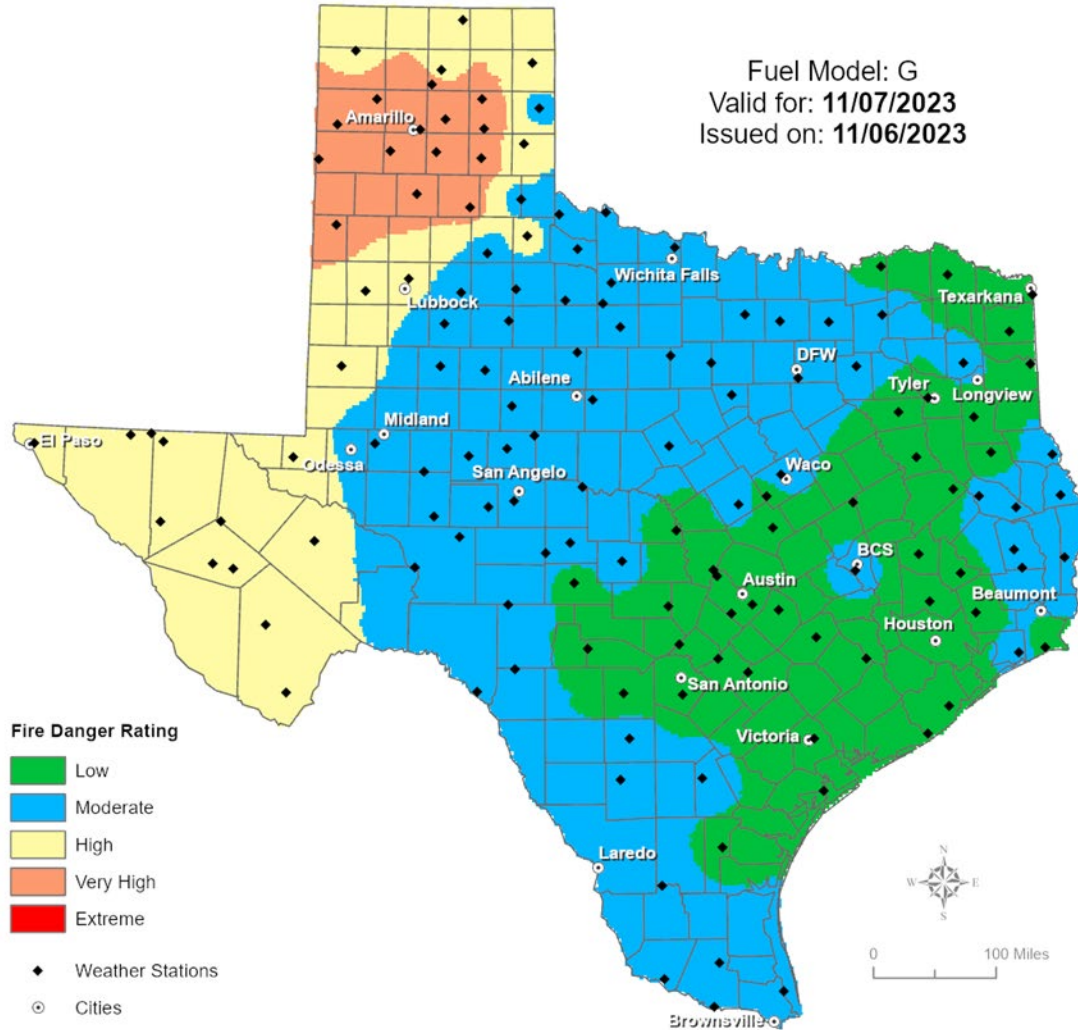 Fuel Model: G
Valid for: 11/07/2023
Issued on: 11/06/2023
Amarillo
Wichita Falls
Lubbock
Texarkana
DFW
Abilene
Tyler
Longview
Midland
El Paso
Odessa
San Angelo
Waco
BCS
Austin
Beaumont
Houston
San Antonio
Victoria
Laredo
Brownsville
Fire Danger Rating
Low
Moderate
High
Very High
Extreme
Weather Stations
Cities
N
W E
S
0 100 Miles